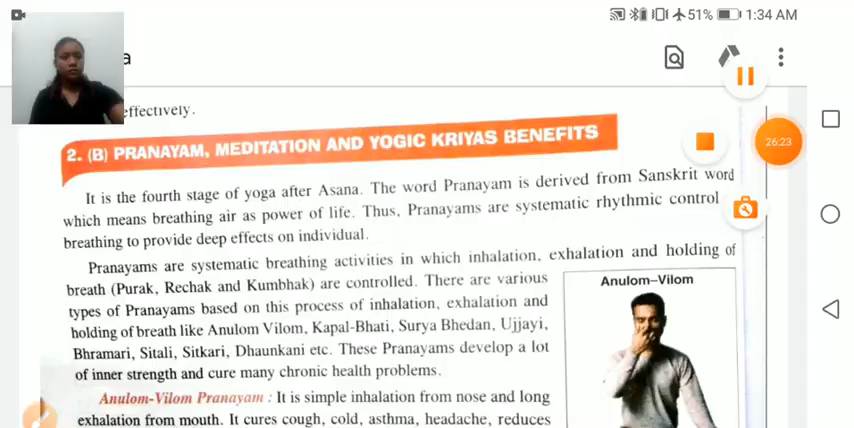 51% 1:34 AM
a
effectively.
26:23
2. (B) PRANAYAM, MEDITATION AND YOGIC KRIYAS BENEFITS
It is the fourth stage of yoga after Asana. The word Pranayam is derived from Sanskrit word
which means breathing air as power of life. Thus, Pranayams are systematic rhythmic control
breathing to provide deep effects on individual.
Pranayams are systematic breathing activities in which inhalation, exhalation and holding of
breath (Purak, Rechak and Kumbhak) are controlled. There are various
types of Pranayams based on this process of inhalation, exhalation and
holding of breath like Anulom Vilom, Kapal-Bhati, Surya Bhedan, Ujjayi,
Bhramari, Sitali, Sitkari, Dhaunkani etc. These Pranayams develop a lot
of inner strength and cure many chronic health problems.
Anulom–Vilom
Anulom-Vilom Pranayam : It is simple inhalation from nose and long
exhalation from mouth. It cures cough, cold, asthma, headache, reduces